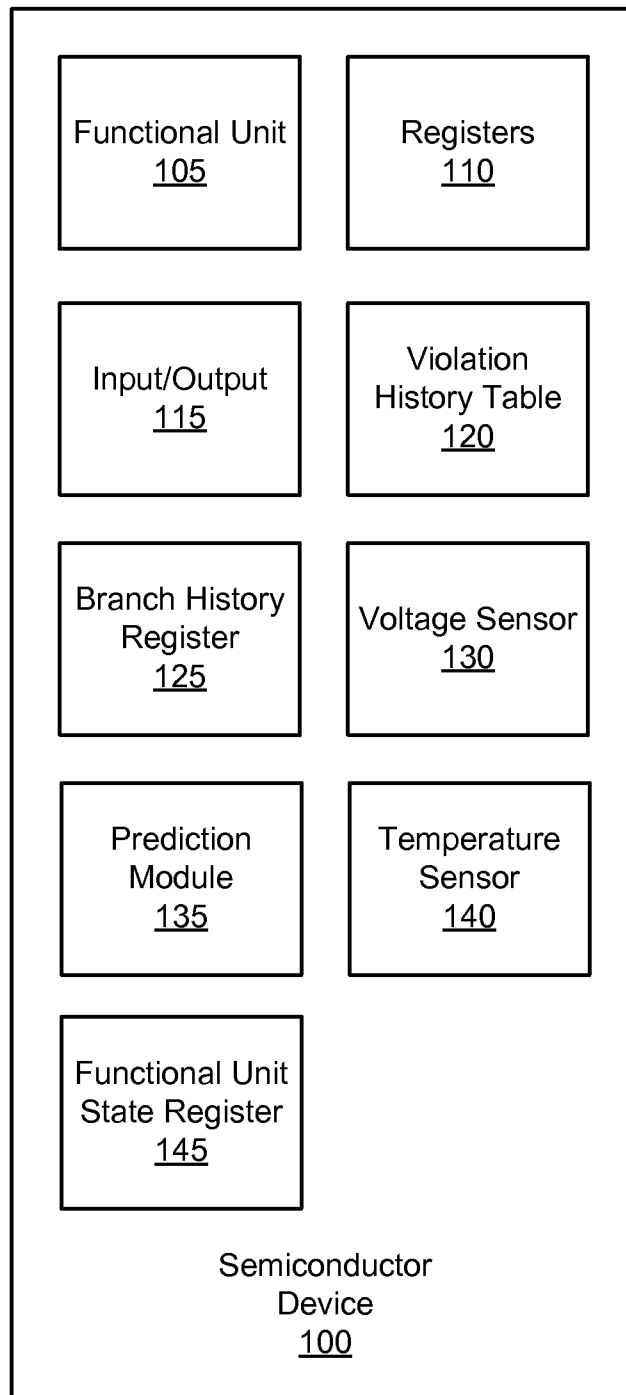 Functional Unit
105
Registers
110
Input/Output
115
Violation
History Table
120
Branch History
Register
125
Voltage Sensor
130
Prediction
Module
135
Temperature
Sensor
140
Functional Unit
State Register
145
Semiconductor
Device
100